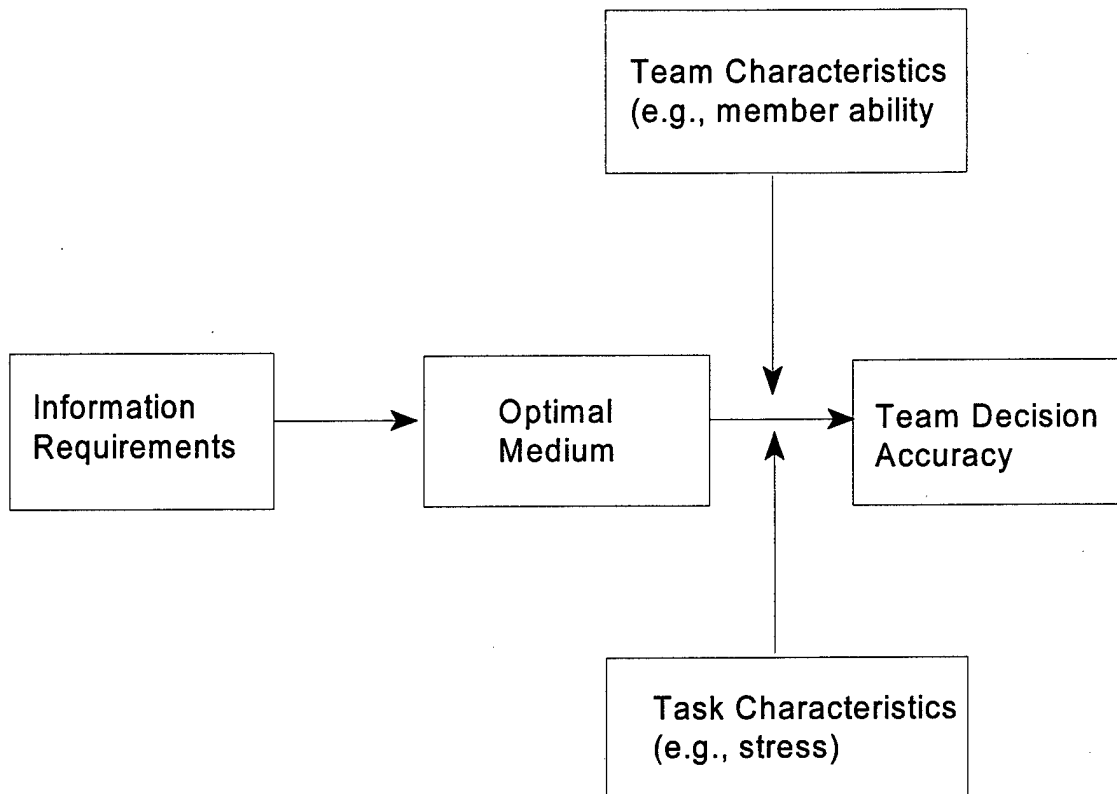 Team Characteristics
(e.g., member ability
Information
Requirements
Optimal
Medium
Team Decision
Accuracy
Task Characteristics
(e.g., stress)